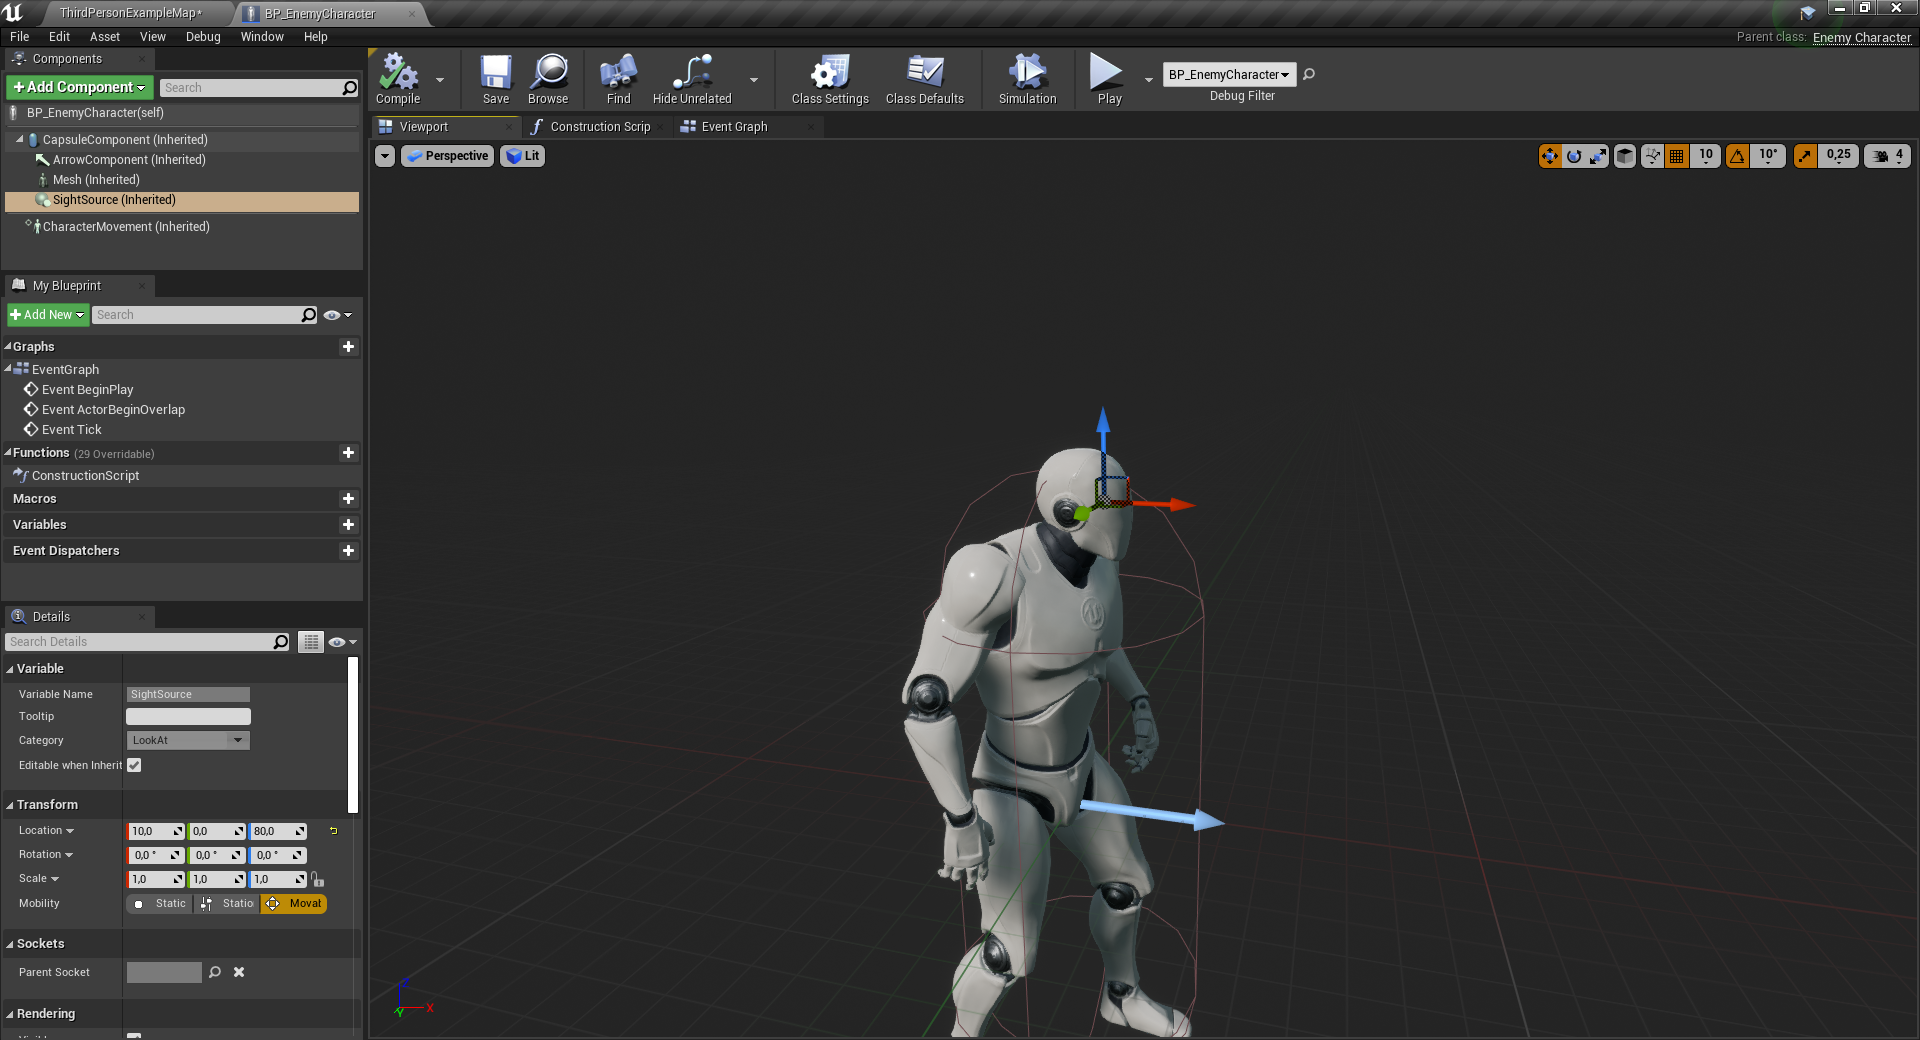 ThirdPersonExampleMap*
BP_EnemyCharacter
File Edit Asset View Debug Window Help
Parent class: Enemy Character
Components
Add Component
Search
BP_EnemyCharacter(self)
CapsuleComponent (Inherited)
ArrowComponent (Inherited)
Mesh (Inherited)
SightSource (Inherited)
CharacterMovement (Inherited)
My Blueprint
Add New
Search
Graphs
EventGraph
Event BeginPlay
Event ActorBeginOverlap
Event Tick
Functions (29 Overridable)
ConstructionScript
Macros
Variables
Event Dispatchers
Details
Search Details
Variable
Variable Name SightSource
Tooltip
Category LookAt
Editable when Inherit
Transform
Location 10,0 0,0 80,0
Rotation 0,0 ° 0,0 ° 0,0 °
Scale 1,0 1,0 1,0
Mobility Static Statio Movat
Sockets
Parent Socket
Rendering
Compile
Save
Browse
Find
Hide Unrelated
Class Settings
Class Defaults
Simulation
Play
BP_EnemyCharacter
Debug Filter
Viewport
Construction Scrip
Event Graph
Perspective
Lit
10
10°
0,25
4
Z
X
Y